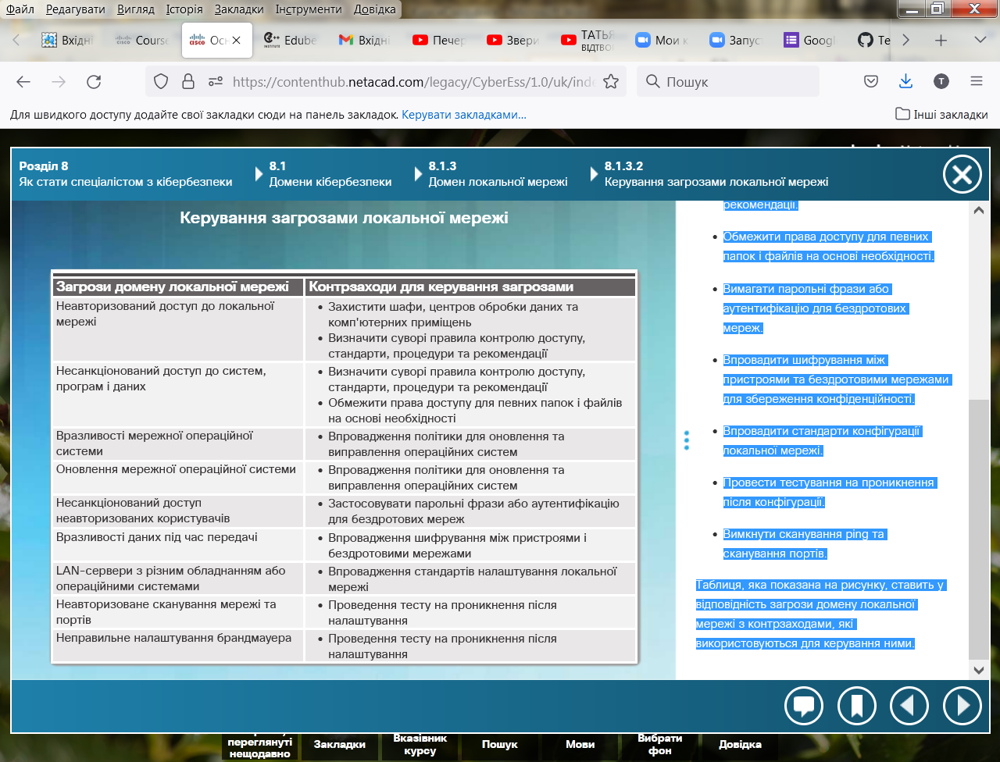 Файл Редагувати Вигляд Історія Закладки Інструменти Довідка
Вхідні Course Осн Edube Вхідні Печер Звери ТАТЬЯ Мои к Запус Googl Те
ВІДТВО
https://contenthub.netacad.com/legacy/CyberEss/1.0/uk/inde
Пошук
Для швидкого доступу додайте свої закладки сюди на панель закладок. Керувати закладками...
Інші закладки
Розділ 8
Як стати спеціалістом з кібербезпеки
8.1
Домени кібербезпеки
8.1.3
Домен локальної мережі
8.1.3.2
Керування загрозами локальної мережі
Керування загрозами локальної мережі
Загрози домену локальної мережі
Контрзаходи для керування загрозами
Неавторизований доступ до локальної
мережі
• Захистити шафи, центров обробки даних та
комп'ютерних приміщень
• Визначити суворі правила контролю доступу,
стандарти, процедури та рекомендації
Несанкціонований доступ до систем,
програм і даних
• Визначити суворі правила контролю доступу,
стандарти, процедури та рекомендації
• Обмежити права доступу для певних папок і файлів
на основі необхідності
Вразливості мережної операційної
системи
• Впровадження політики для оновлення та
виправлення операційних систем
Оновлення мережної операційної системи
• Впровадження політики для оновлення та
виправлення операційних систем
Несанкціонований доступ
неавторизованих користувачів
• Застосовувати парольні фрази або аутентифікацію
для бездротових мереж
Вразливості даних під час передачі
• Впровадження шифрування між пристроями і
бездротовими мережами
LAN-сервери з різним обладнанням або
операційними системами
• Впровадження стандартів налаштування локальної
мережі
Неавторизоване сканування мережі та
портів
• Проведення тесту на проникнення після
налаштування
Неправильне налаштування брандмауера
• Проведення тесту на проникнення після
налаштування
рекомендації.
• Обмежити права доступу для певних
папок і файлів на основі необхідності.
• Вимагати парольні фрази або
аутентифікацію для бездротових
мереж.
• Впровадити шифрування між
пристроями та бездротовими мережами
для збереження конфіденційності.
• Впровадити стандарти конфігурації
локальної мережі.
• Провести тестування на проникнення
після конфігурації.
• Вимкнути сканування ping та
сканування портів.
Таблиця, яка показана на рисунку, ставить у
відповідність загрози домену локальної
мережі з контрзаходами, які
використовуються для керування ними.
переглянуті
нещодавно
Закладки
Вказівник
курсу
Пошук
Мови
Вибрати
фон
Довідка